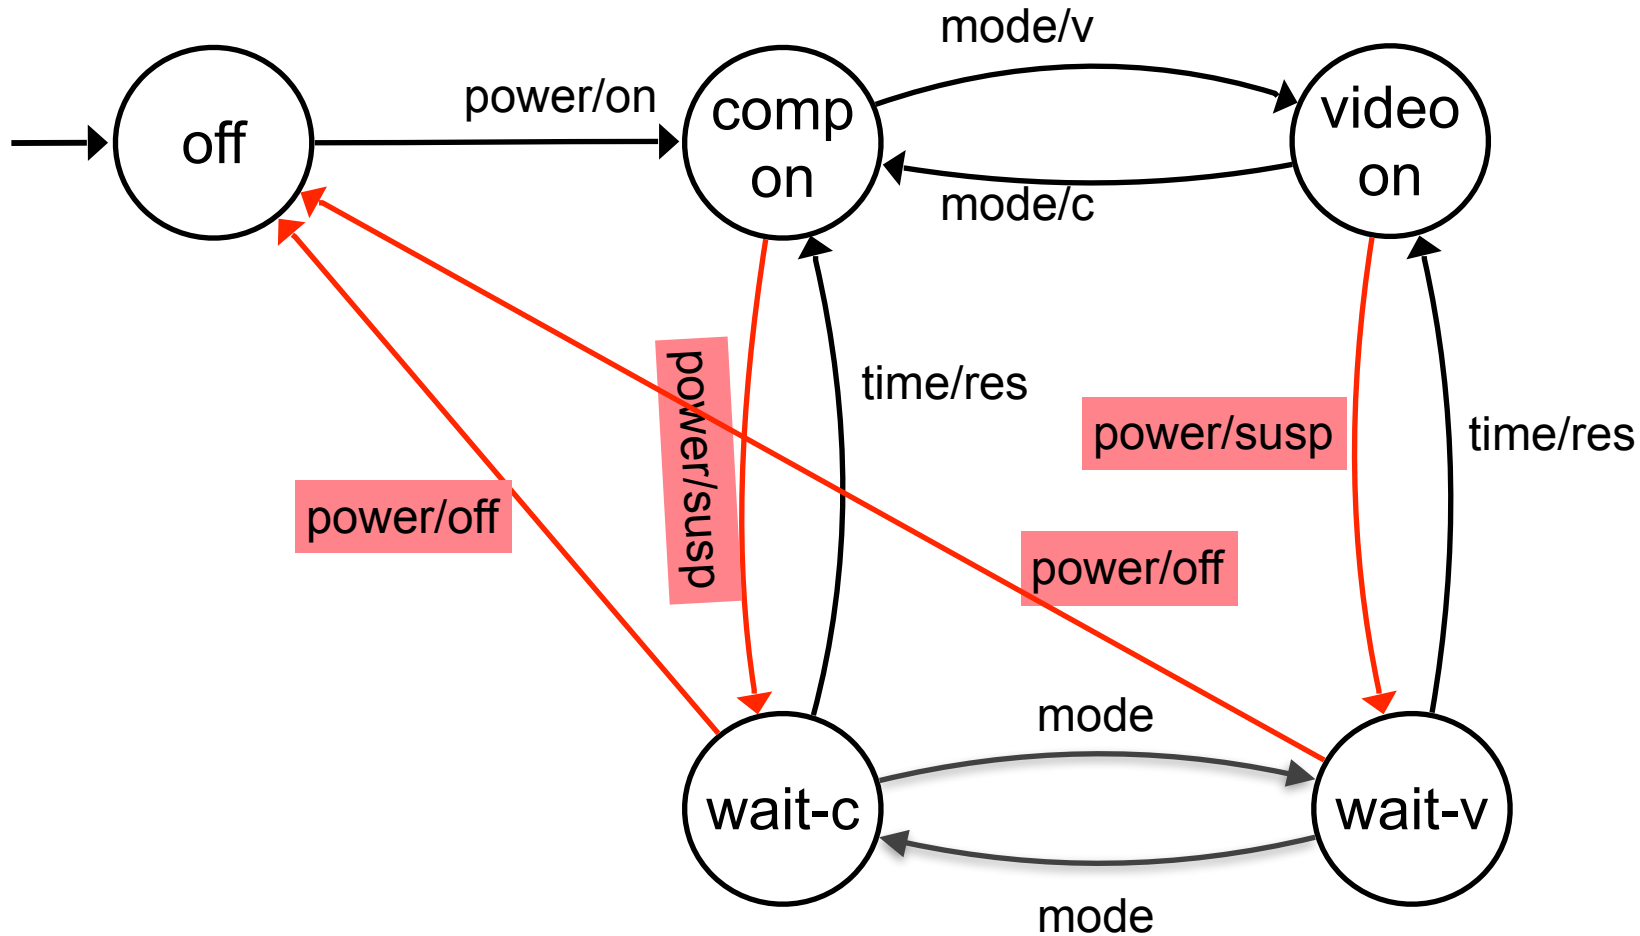 mode/v
power/on
off
comp
on
video
on
mode/c
power/susp
time/res
power/susp
time/res
power/off
power/off
mode
wait-c
wait-v
mode